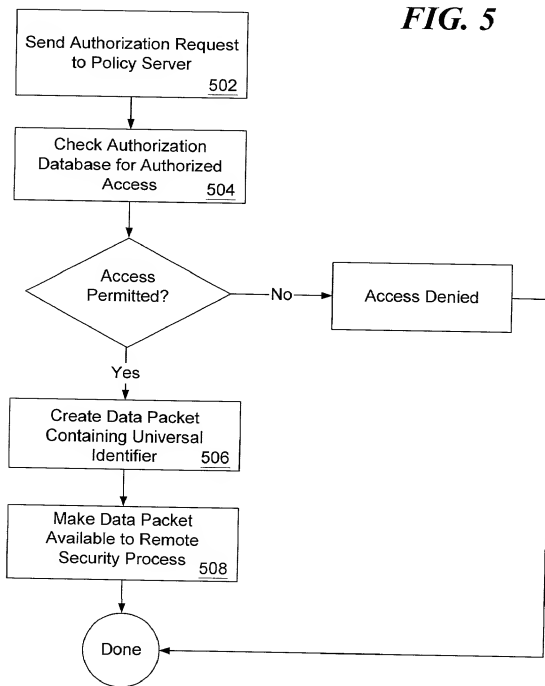 FIG. 5
Send Authorization Request
to Policy Server
502
Check Authorization
Database for Authorized
Access
504
Access
Permitted?
No
Access Denied
Yes
Create Data Packet
Containing Universal
Identifier
506
Make Data Packet
Available to Remote
Security Process
508
Done